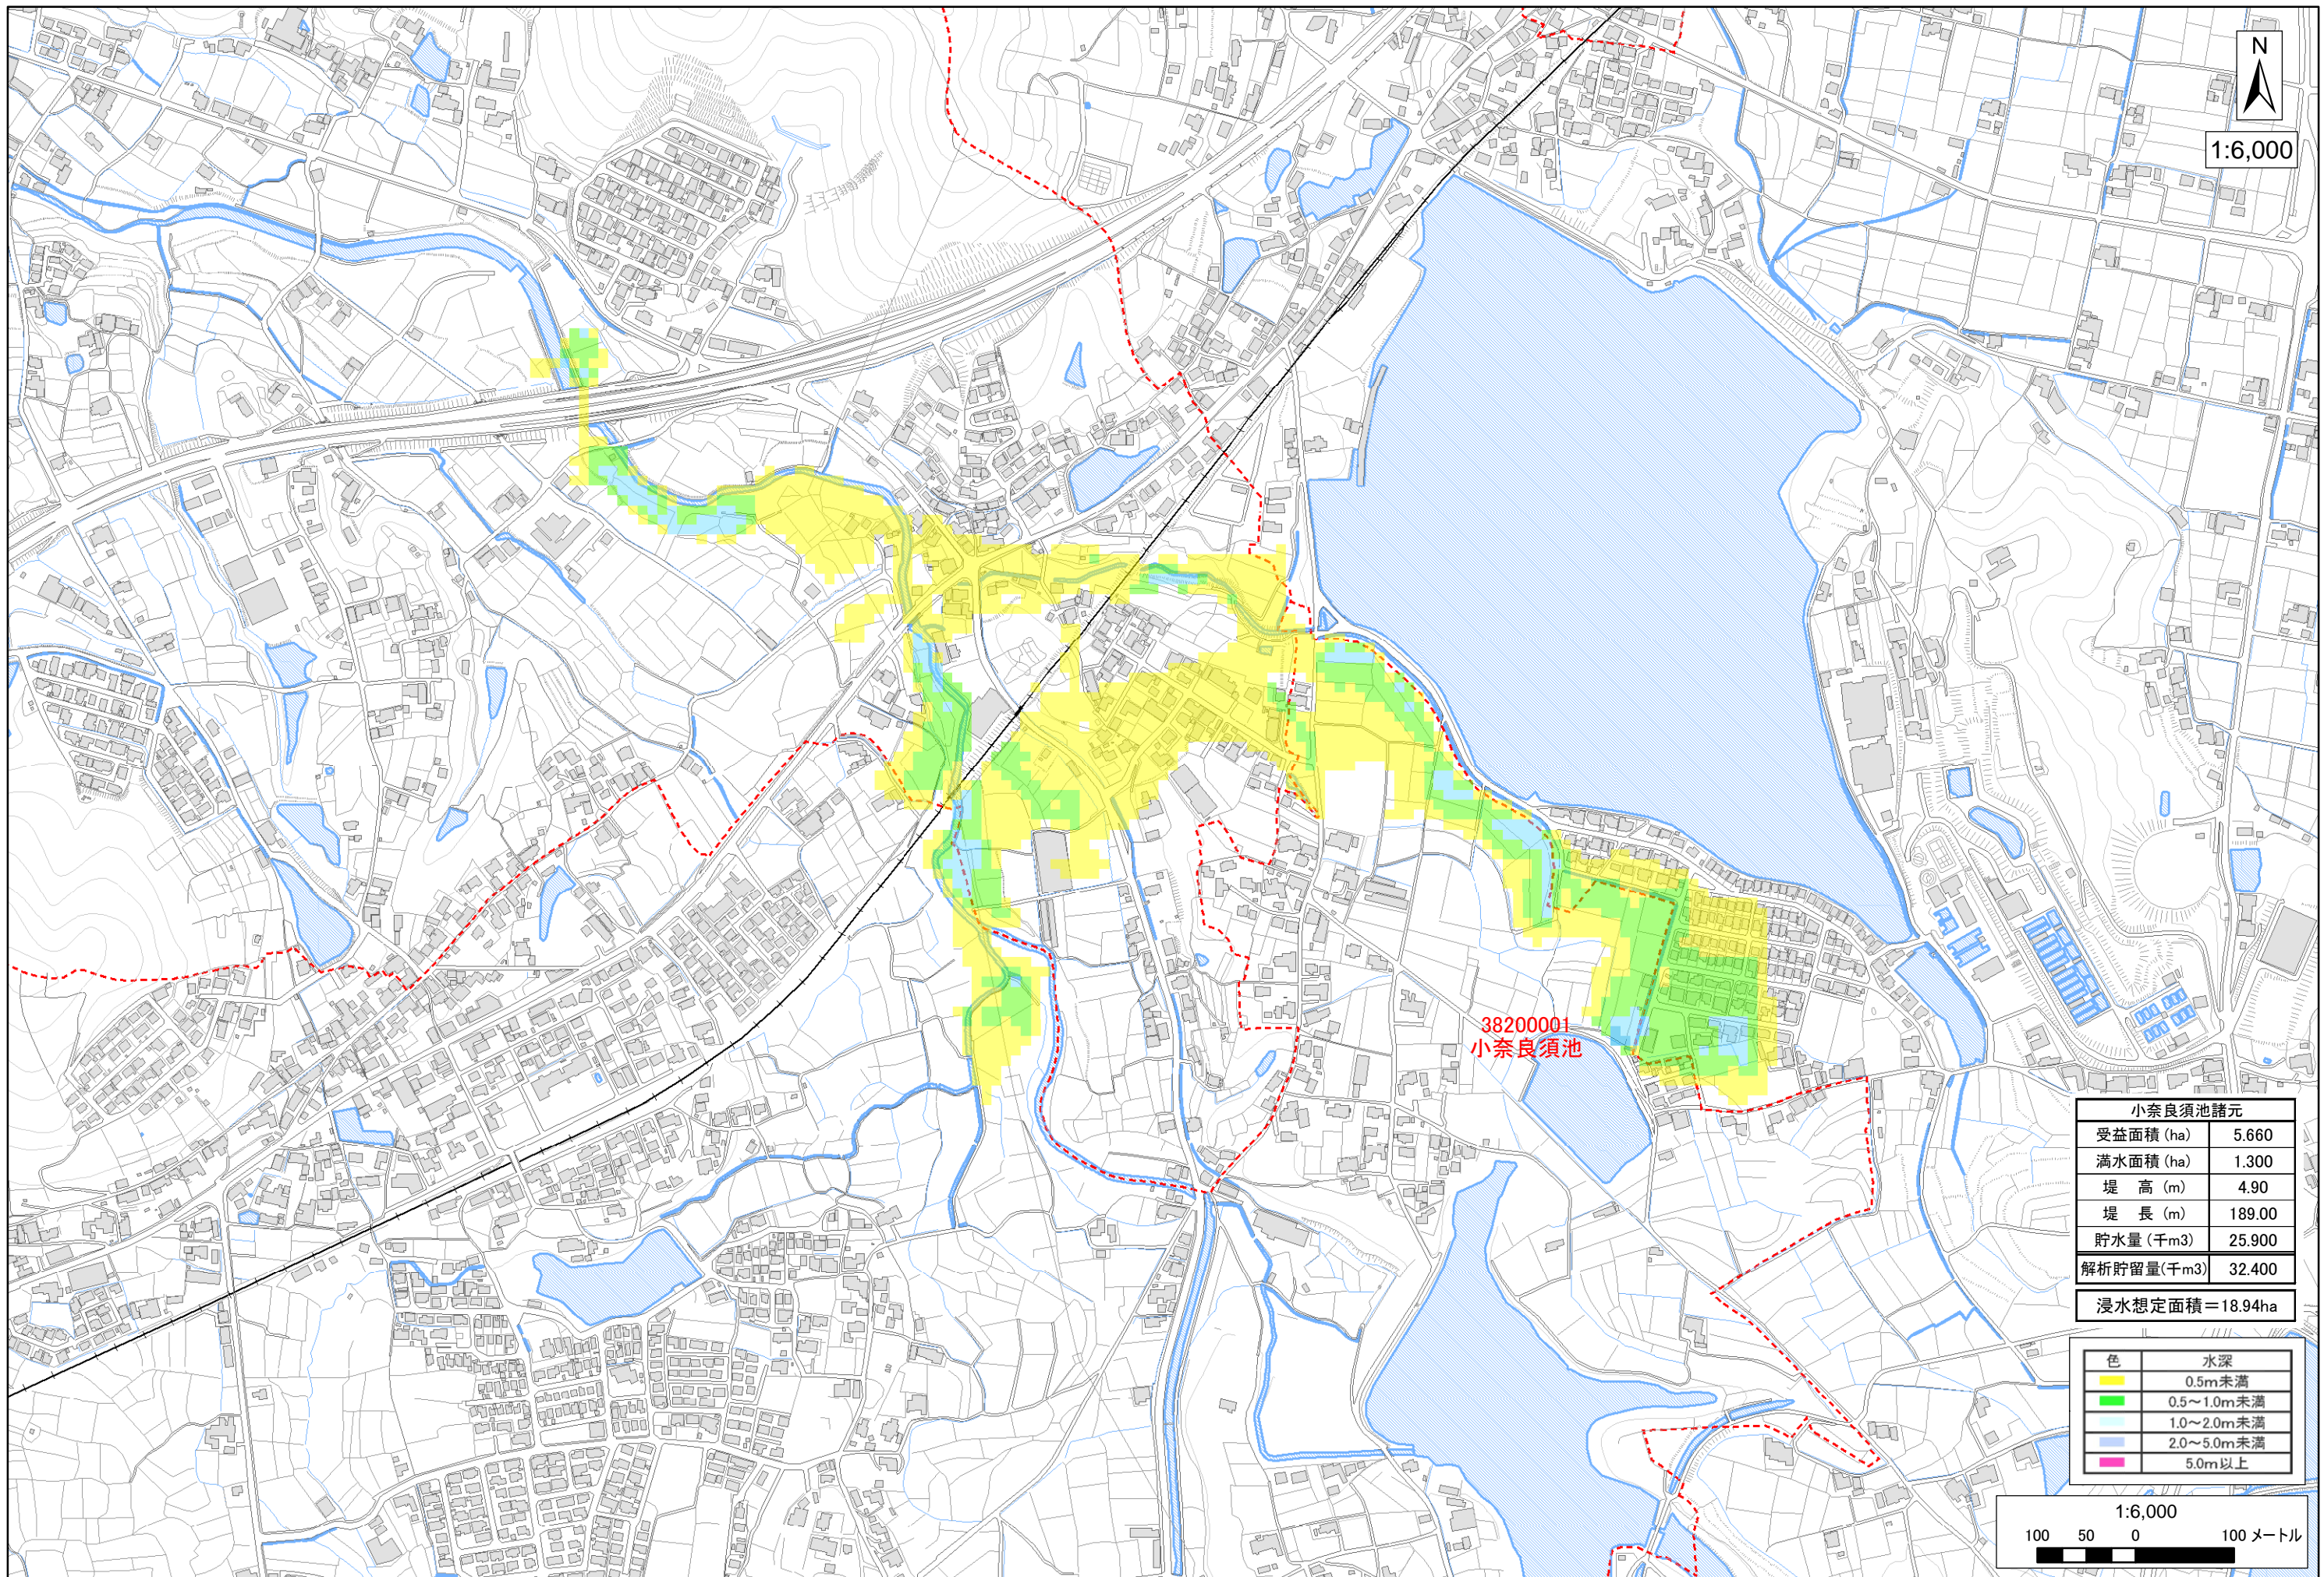 N
1:6,000
38200001
小奈良須池
小奈良須池諸元
受益面積(ha) 5.660
満水面積(ha) 1.300
堤 高 (m) 4.90
堤 長 (m) 189.00
貯水量(千m3) 25.900
解析貯留量(千m3) 32.400
浸水想定面積=18.94ha
色 水深
0.5m未満
0.5～1.0m未満
1.0～2.0m未満
2.0～5.0m未満
5.0m以上
1:6,000
100 50 0 100 メートル